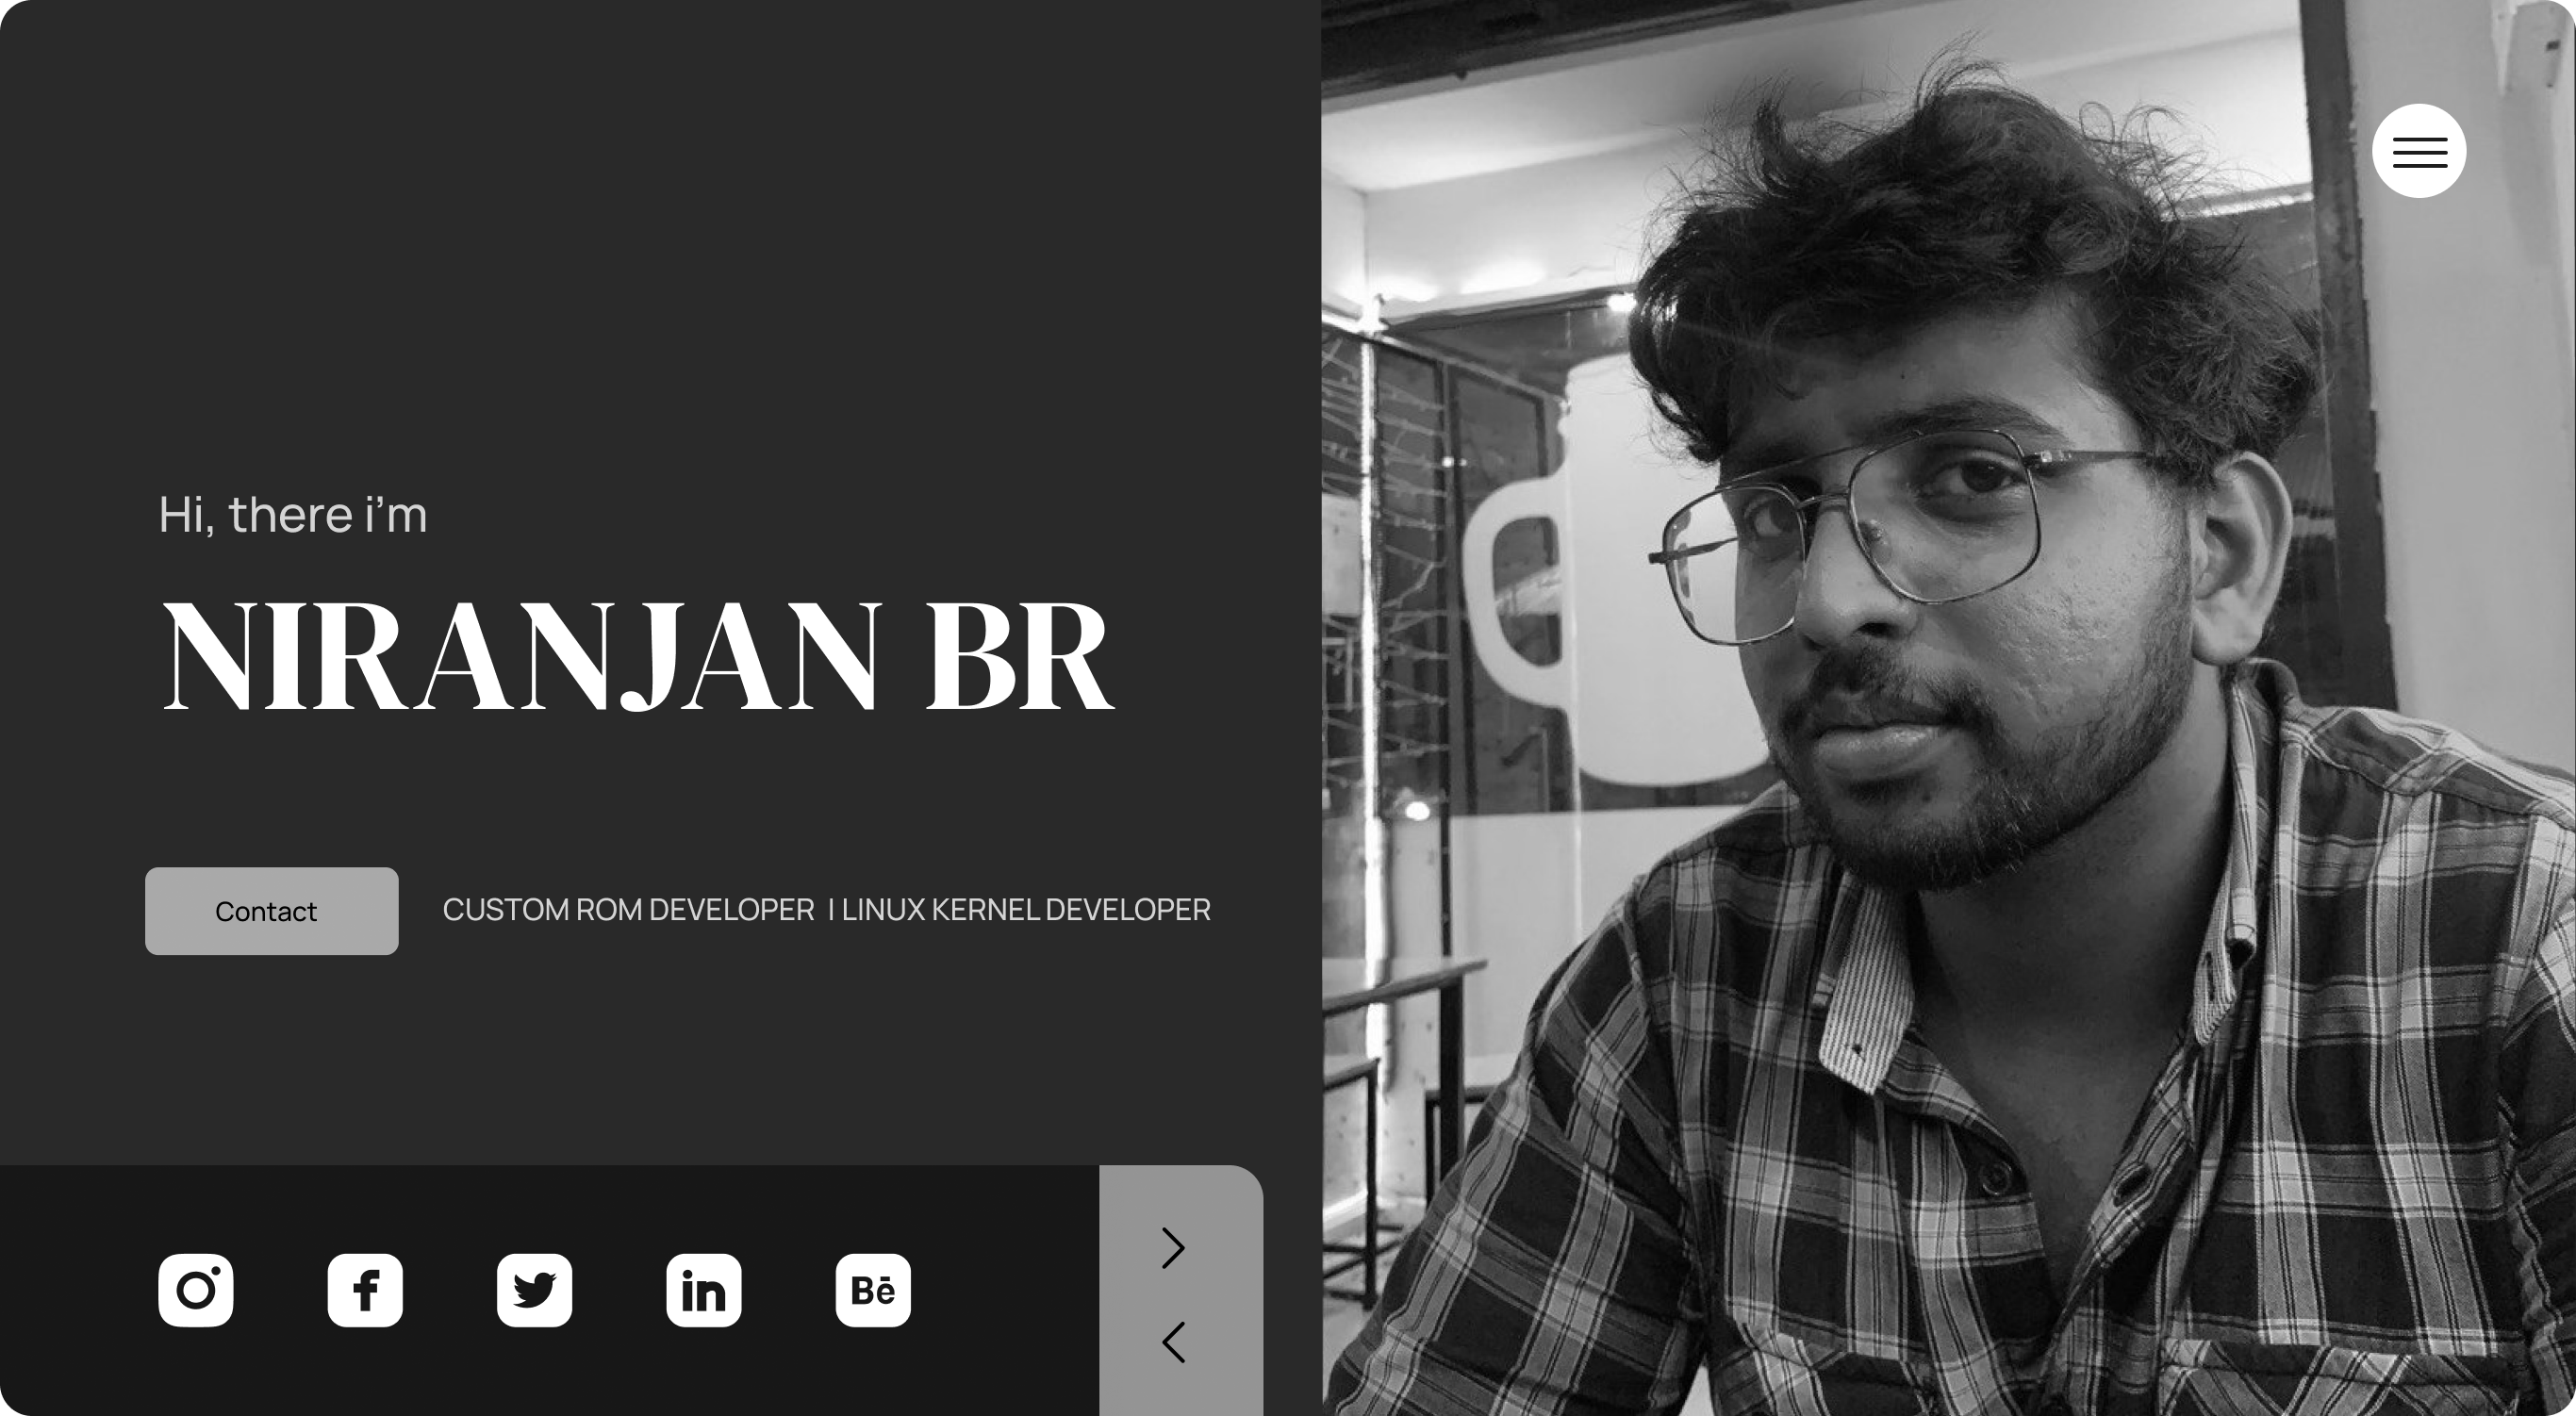 Hi, there i'm
NIRANJAN BR
Contact
CUSTOM ROM DEVELOPER I LINUX KERNEL DEVELOPER
f
in
Bē